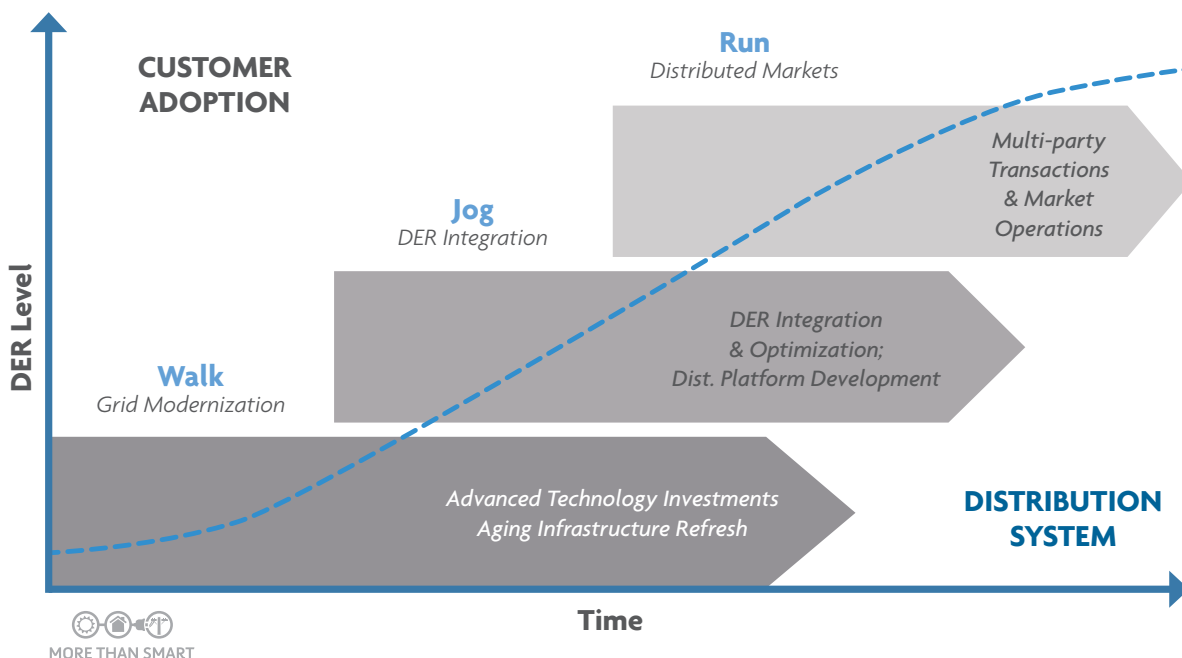 CUSTOMER
ADOPTION
Run
Distributed Markets
Multi-party
Transactions
& Market
Operations
Jog
DER Integration
DER Integration
& Optimization;
Dist. Platform Development
Walk
Grid Modernization
Advanced Technology Investments
Aging Infrastructure Refresh
DISTRIBUTION
SYSTEM
DER Level
Time
MORE THAN SMART